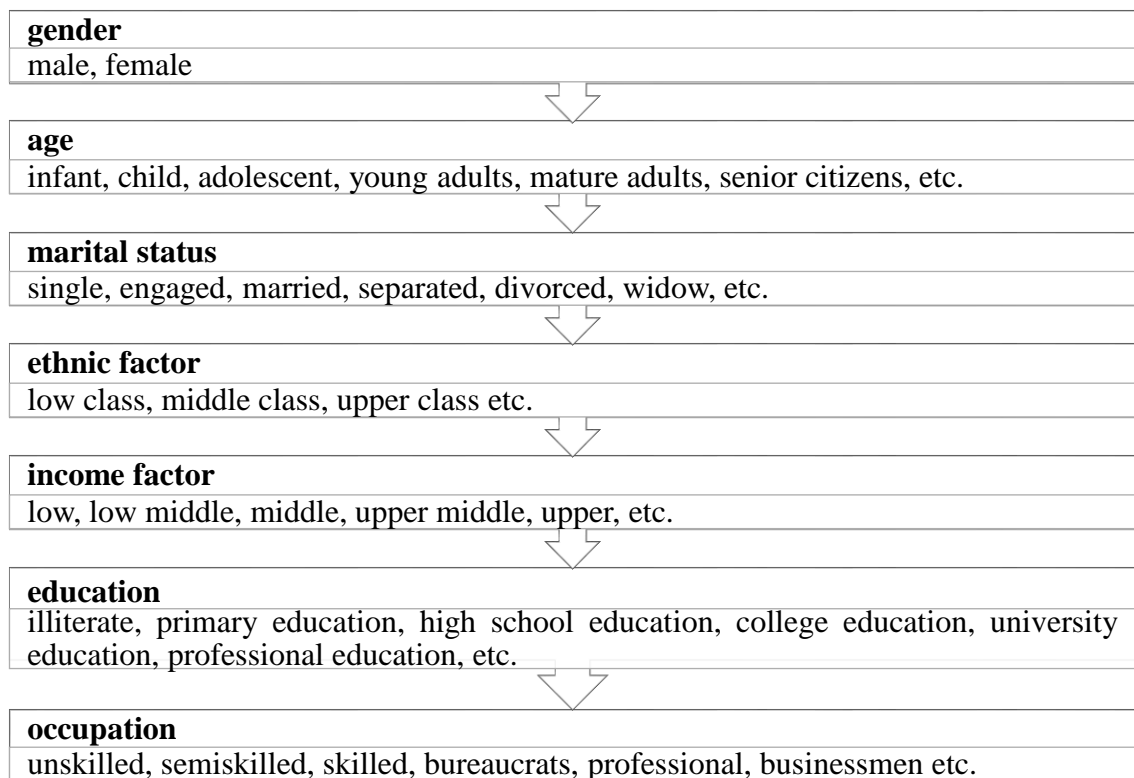 gender
male, female
age
infant, child, adolescent, young adults, mature adults, senior citizens, etc.
marital status
single, engaged, married, separated, divorced, widow, etc.
ethnic factor
low class, middle class, upper class etc.
income factor
low, low middle, middle, upper middle, upper, etc.
education
illiterate, primary education, high school education, college education, university
education, professional education, etc.
occupation
unskilled, semiskilled, skilled, bureaucrats, professional, businessmen etc.